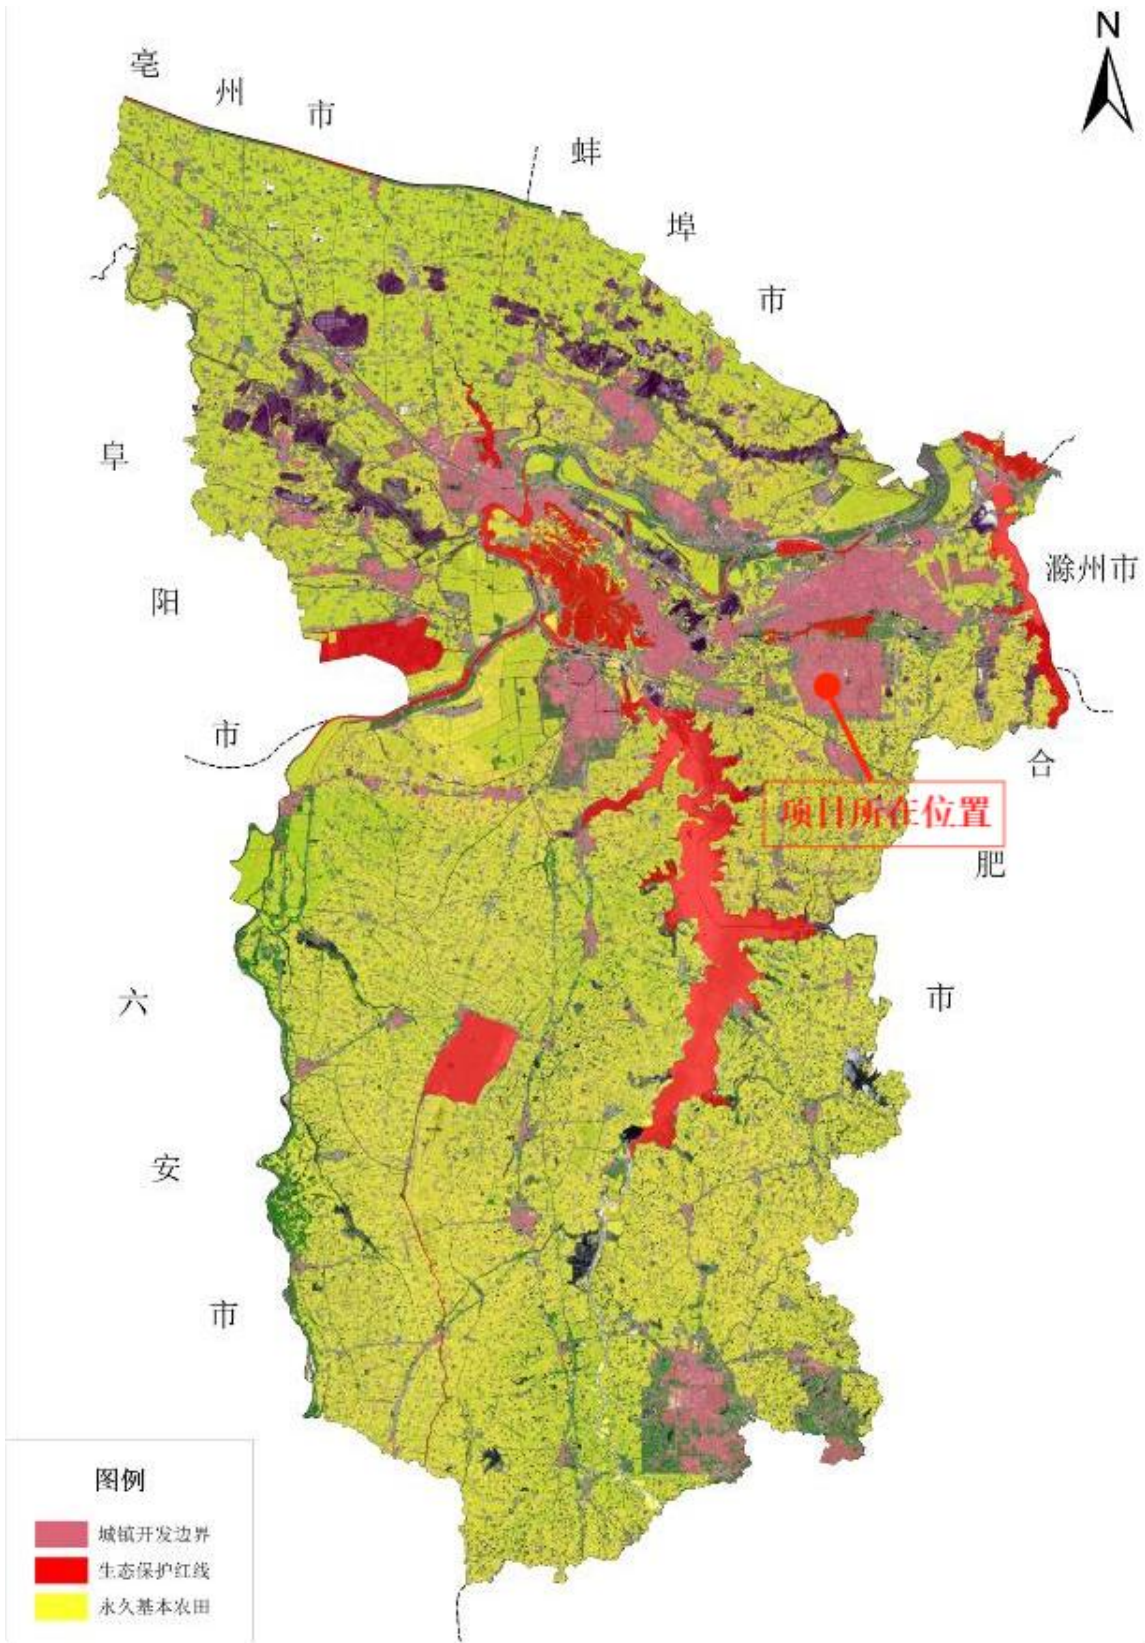 N
亳州市
蚌埠市
阜阳市
滁州市
合肥市
项目所在位置
六安市
图例
城镇开发边界
生态保护红线
永久基本农田